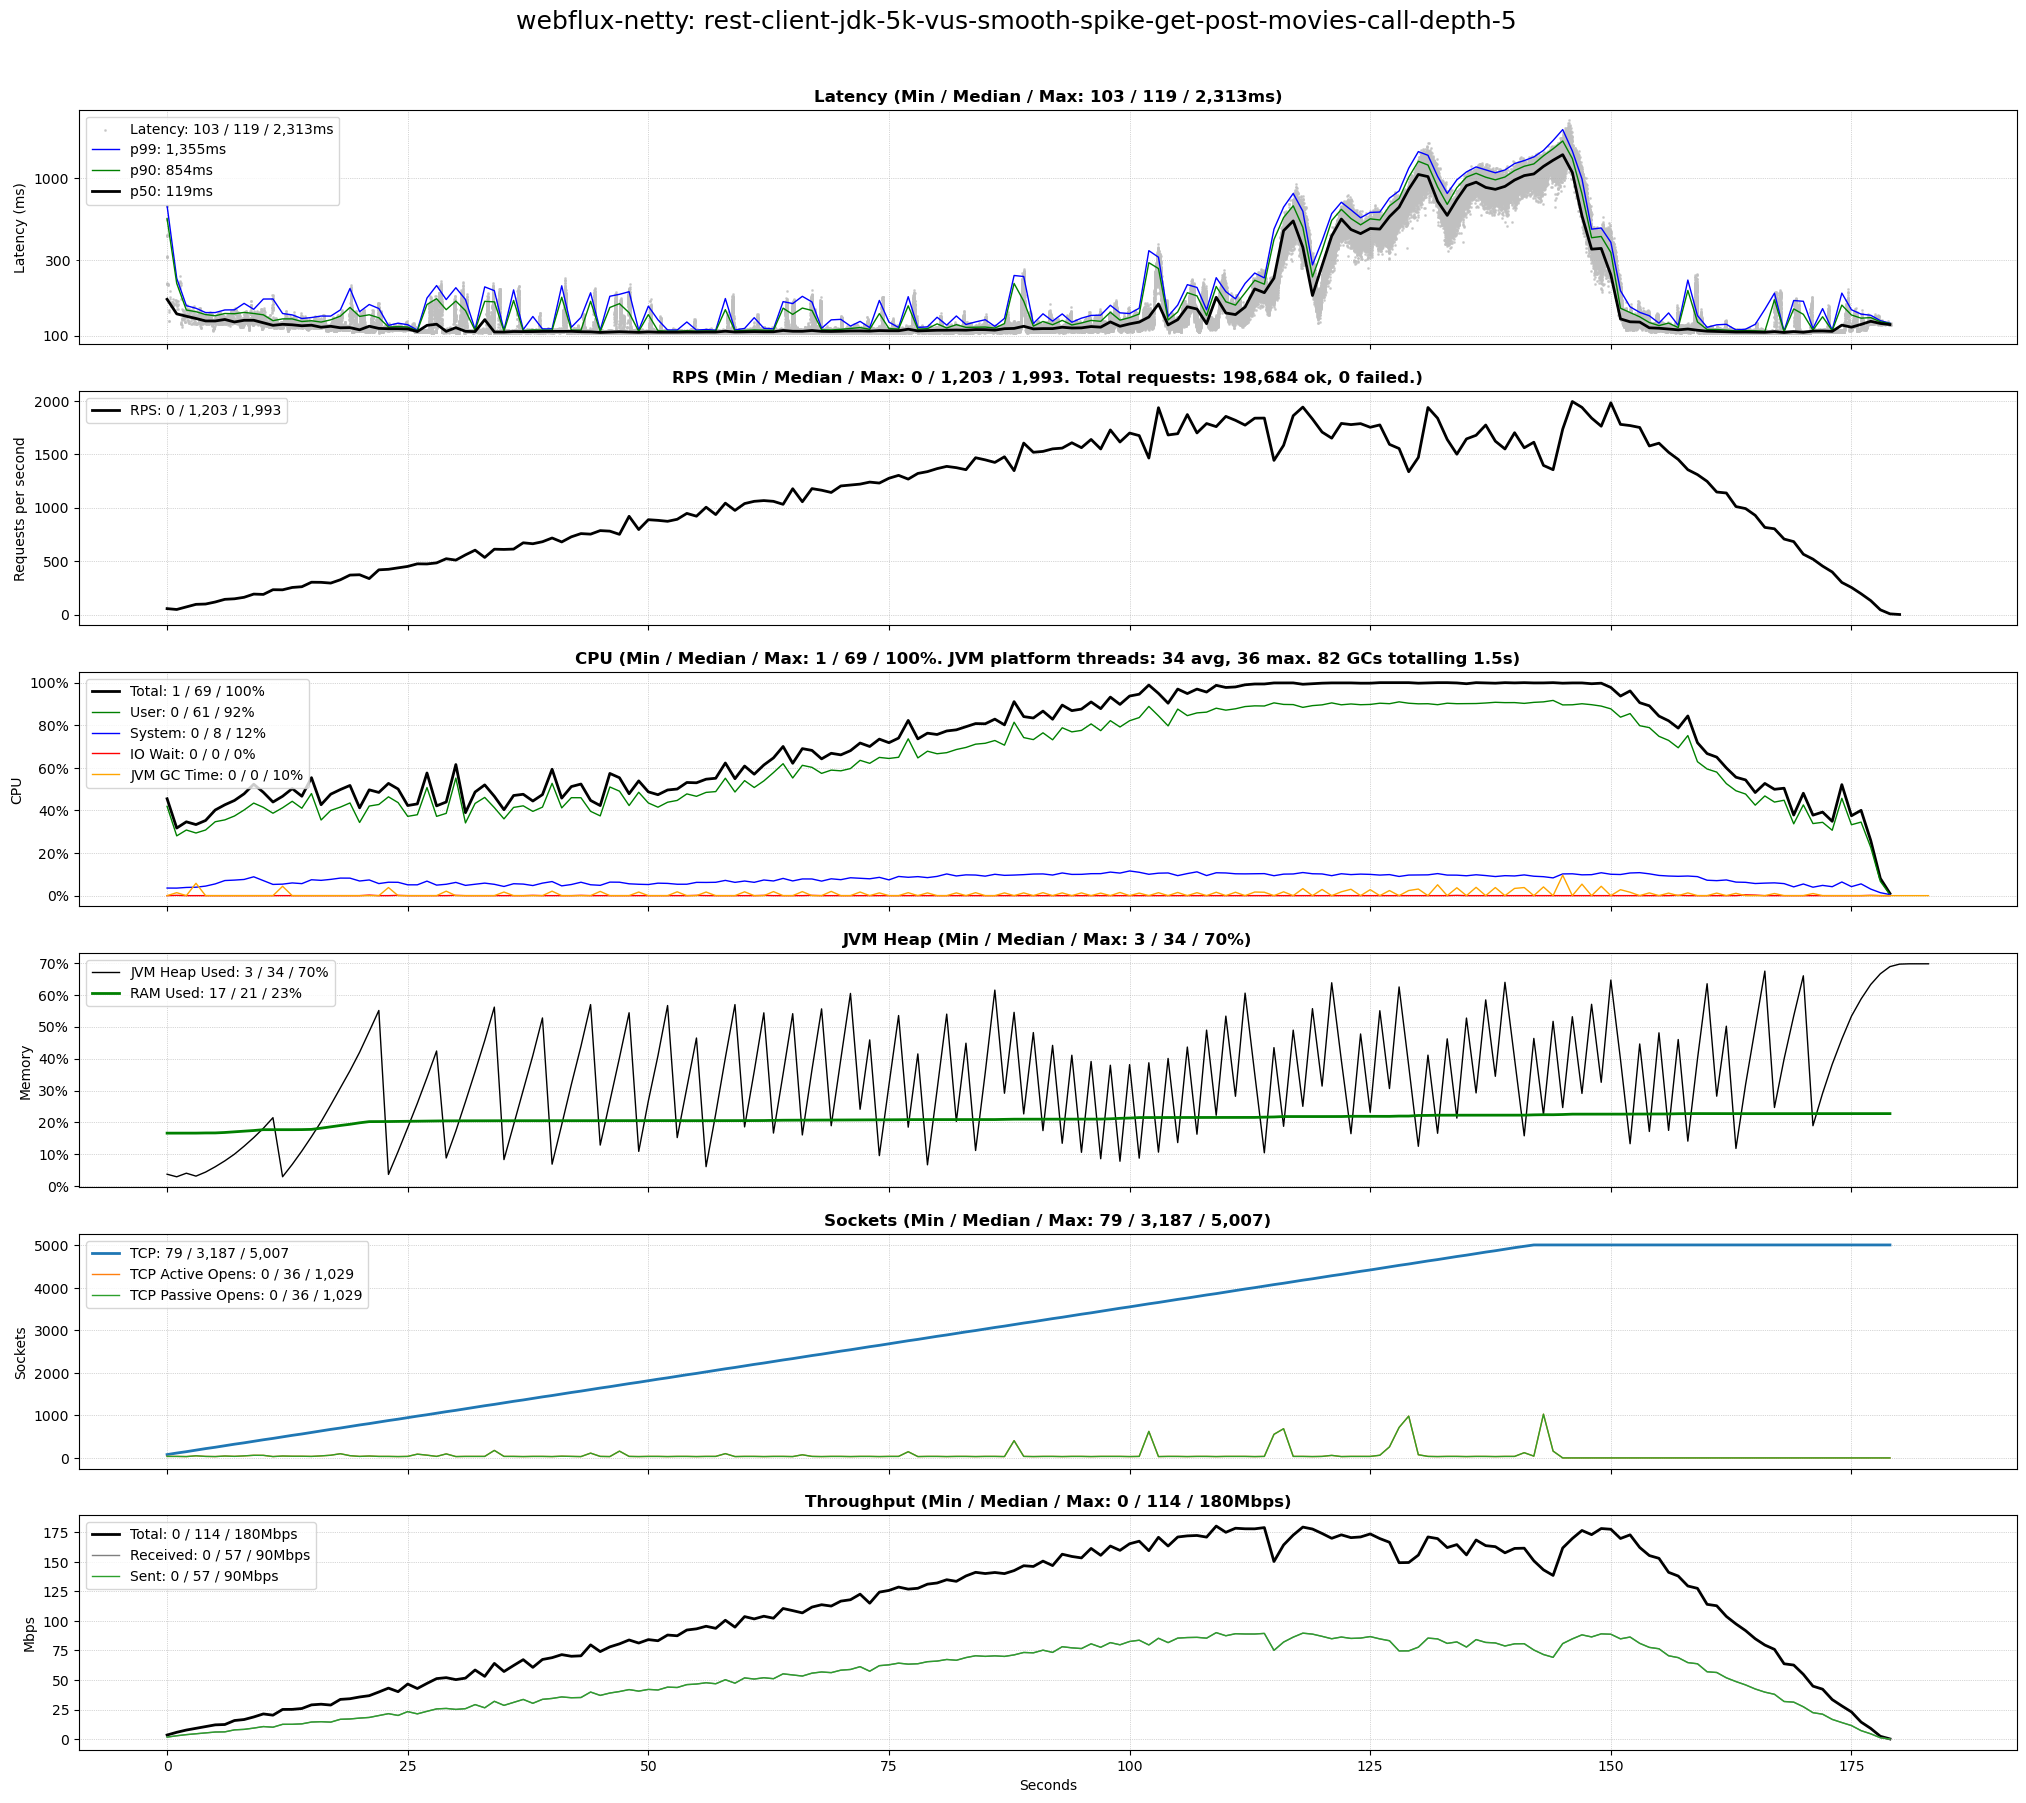 webflux-netty: rest-client-jdk-5k-vus-smooth-spike-get-post-movies-call-depth-5
Latency (Min / Median / Max: 103 / 119 / 2,313ms)
Latency: 103 / 119 / 2,313ms
p99: 1,355ms
p90: 854ms
p50: 119ms
Latency (ms)
1000
300
100
RPS (Min / Median / Max: 0 / 1,203 / 1,993. Total requests: 198,684 ok, 0 failed.)
RPS: 0 / 1,203 / 1,993
Requests per second
2000
1500
1000
500
0
CPU (Min / Median / Max: 1 / 69 / 100%. JVM platform threads: 34 avg, 36 max. 82 GCs totalling 1.5s)
Total: 1 / 69 / 100%
User: 0 / 61 / 92%
System: 0 / 8 / 12%
IO Wait: 0 / 0 / 0%
JVM GC Time: 0 / 0 / 10%
CPU
100%
80%
60%
40%
20%
0%
JVM Heap (Min / Median / Max: 3 / 34 / 70%)
JVM Heap Used: 3 / 34 / 70%
RAM Used: 17 / 21 / 23%
Memory
70%
60%
50%
40%
30%
20%
10%
0%
Sockets (Min / Median / Max: 79 / 3,187 / 5,007)
TCP: 79 / 3,187 / 5,007
TCP Active Opens: 0 / 36 / 1,029
TCP Passive Opens: 0 / 36 / 1,029
Sockets
5000
4000
3000
2000
1000
0
Throughput (Min / Median / Max: 0 / 114 / 180Mbps)
Total: 0 / 114 / 180Mbps
Received: 0 / 57 / 90Mbps
Sent: 0 / 57 / 90Mbps
Mbps
175
150
125
100
75
50
25
0
0 25 50 75 100 125 150 175
Seconds